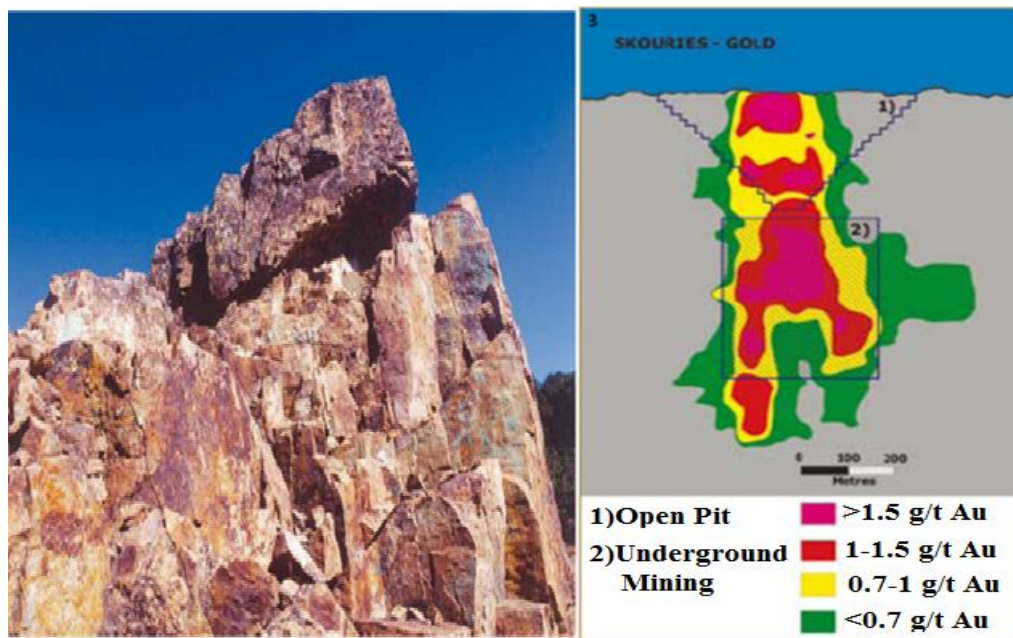 3
SKOURIES - GOLD
1)
2)
0 100 200
Metres
1)Open Pit
2)Underground
Mining
>1.5 g/t Au
1-1.5 g/t Au
0.7-1 g/t Au
<0.7 g/t Au